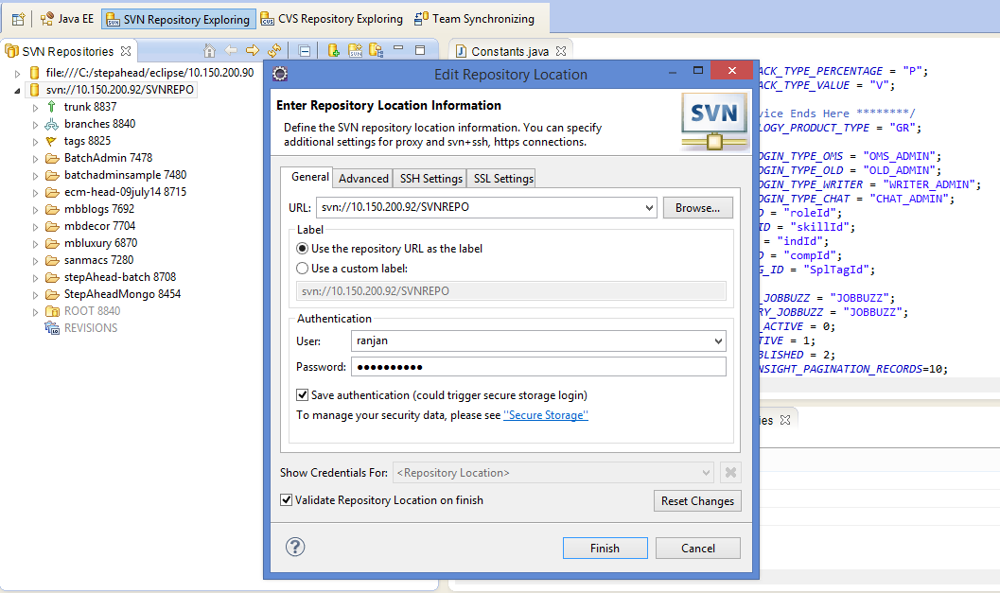 Java EE
SVN Repository Exploring
CVS Repository Exploring
Team Synchronizing
SVN Repositories
file:///C:/stepahead/eclipse/10.150.200.90
svn://10.150.200.92/SVNREPO
trunk 8837
branches 8840
tags 8825
BatchAdmin 7478
batchadminsample 7480
ecm-head-09july14 8715
mbblogs 7692
mbdecor 7704
mbluxury 6870
sanmacs 7280
stepAhead-batch 8708
StepAheadMongo 8454
ROOT 8840
REVISIONS
Edit Repository Location
Enter Repository Location Information
Define the SVN repository location information. You can specify
additional settings for proxy and svn+ssh, https connections.
SVN
General
Advanced
SSH Settings
SSL Settings
URL:
svn://10.150.200.92/SVNREPO
Browse...
Label
Use the repository URL as the label
Use a custom label:
svn://10.150.200.92/SVNREPO
Authentication
User:
ranjan
Password:
●●●●●●●●●●
Save authentication (could trigger secure storage login)
To manage your security data, please see "Secure Storage"
Show Credentials For:
<Repository Location>
Validate Repository Location on finish
Reset Changes
?
Finish
Cancel
Constants.java
ACK_TYPE_PERCENTAGE = "P";
ACK_TYPE_VALUE = "V";
vice Ends Here ********/
LOGY_PRODUCT_TYPE = "GR";
OGIN_TYPE_OMS = "OMS_ADMIN";
OGIN_TYPE_OLD = "OLD_ADMIN";
OGIN_TYPE_WRITER = "WRITER_ADMIN";
OGIN_TYPE_CHAT = "CHAT_ADMIN";
D = "roleId";
ID = "skillId";
= "indId";
D = "compId";
G_ID = "SplTagId";
_JOBBUZZ = "JOBBUZZ";
RY_JOBBUZZ = "JOBBUZZ";
_ACTIVE = 0;
TIVE = 1;
BLISHED = 2;
NSIGHT_PAGINATION_RECORDS=10;
ies